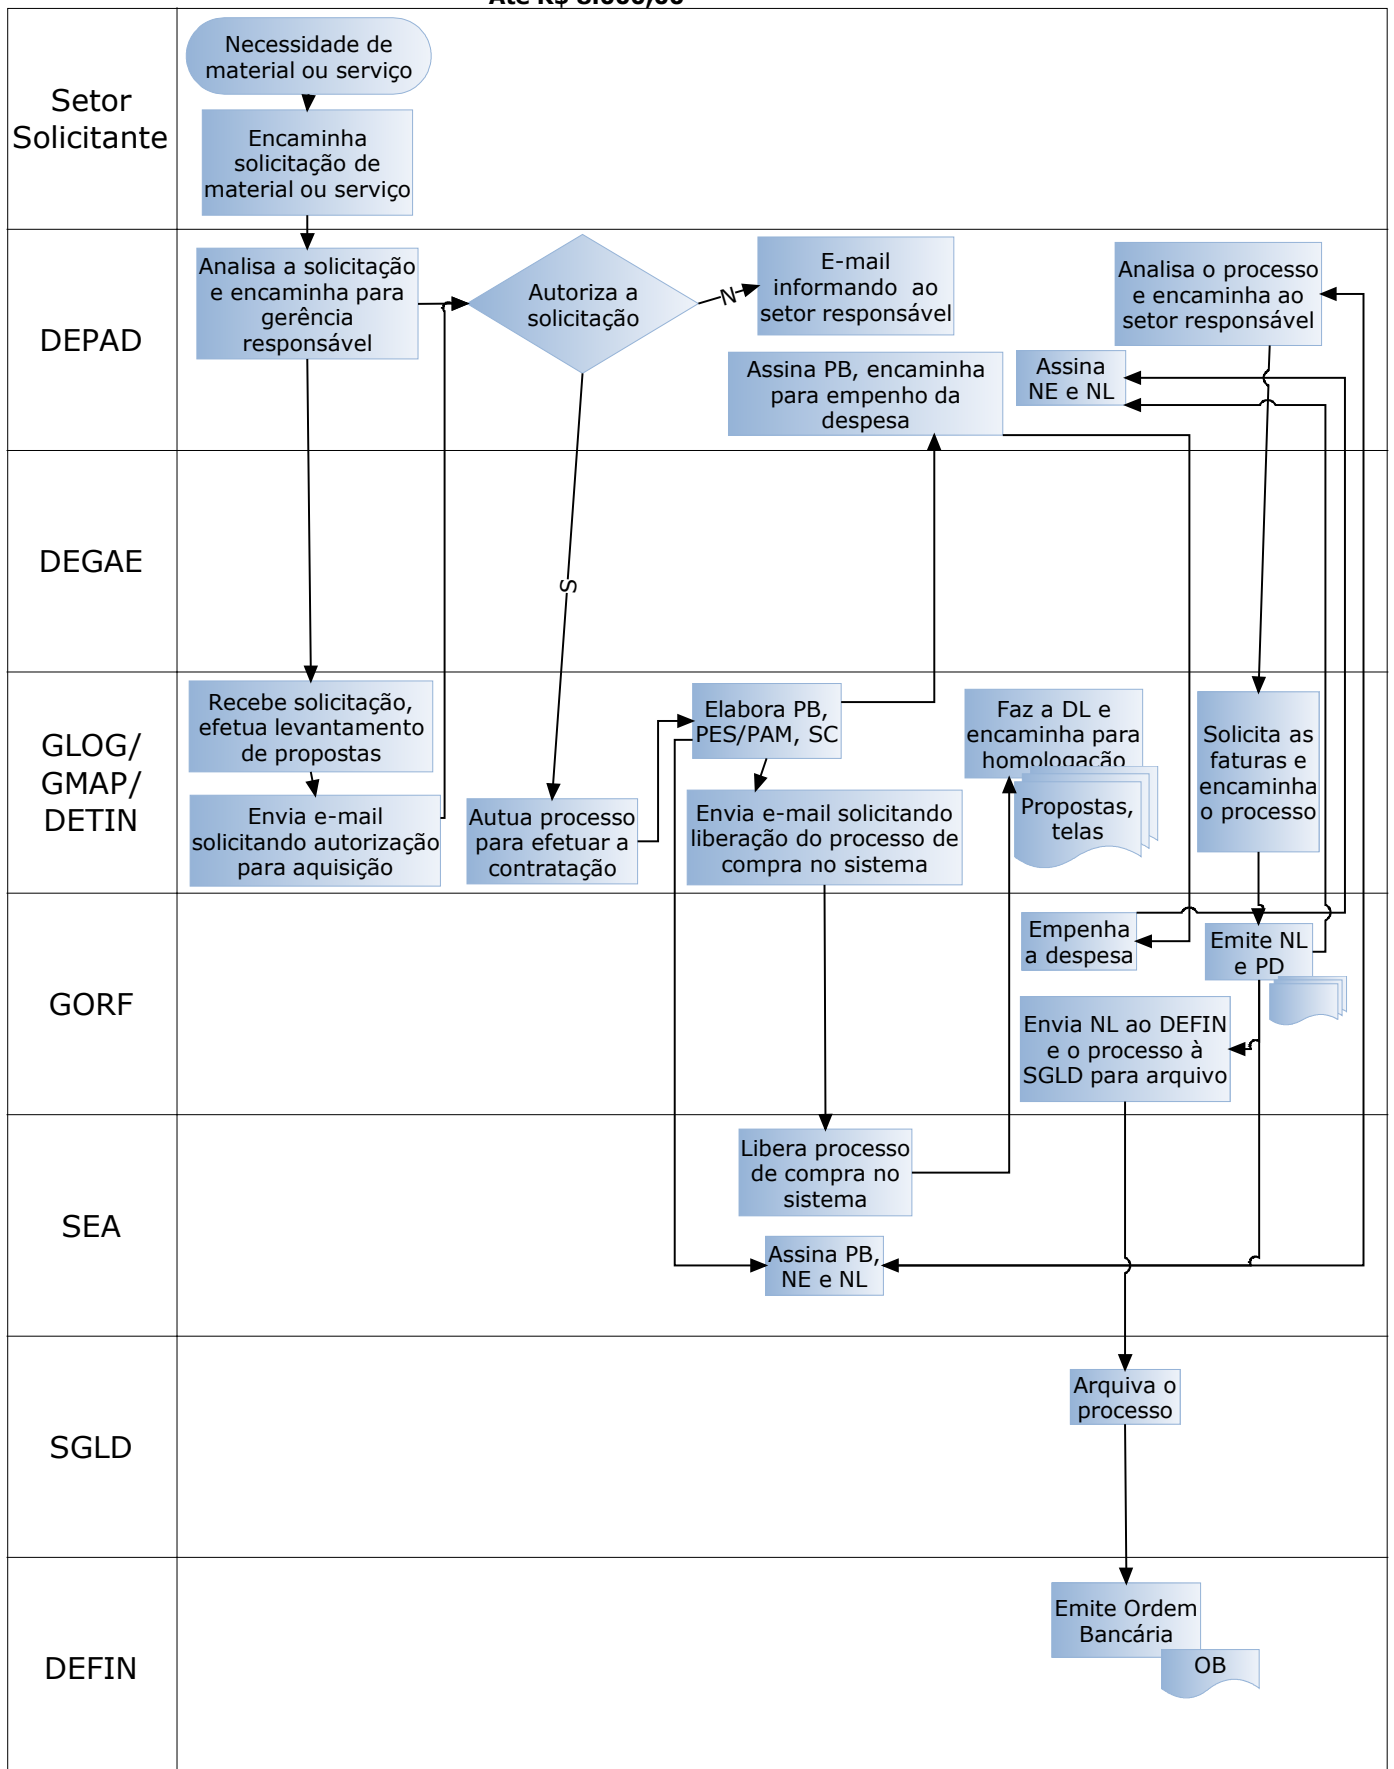 Até R$ 8.000,00
Setor
Solicitante
Necessidade de
material ou serviço
Encaminha
solicitação de
material ou serviço
DEPAD
Analisa a solicitação
e encaminha para
gerência
responsável
Autoriza a
solicitação
N
E-mail
informando ao
setor responsável
Analisa o processo
e encaminha ao
setor responsável
Assina PB, encaminha
para empenho da
despesa
Assina
NE e NL
DEGAE
S
GLOG/
GMAP/
DETIN
Recebe solicitação,
efetua levantamento
de propostas
Envia e-mail
solicitando autorização
para aquisição
Autua processo
para efetuar a
contratação
Elabora PB,
PES/PAM, SC
Envia e-mail solicitando
liberação do processo de
compra no sistema
Faz a DL e
encaminha para
homologação
Propostas,
telas
Solicita as
faturas e
encaminha
o processo
GORF
Empenha
a despesa
Emite NL
e PD
Envia NL ao DEFIN
e o processo à
SGLD para arquivo
SEA
Libera processo
de compra no
sistema
Assina PB,
NE e NL
SGLD
Arquiva o
processo
DEFIN
Emite Ordem
Bancária
OB